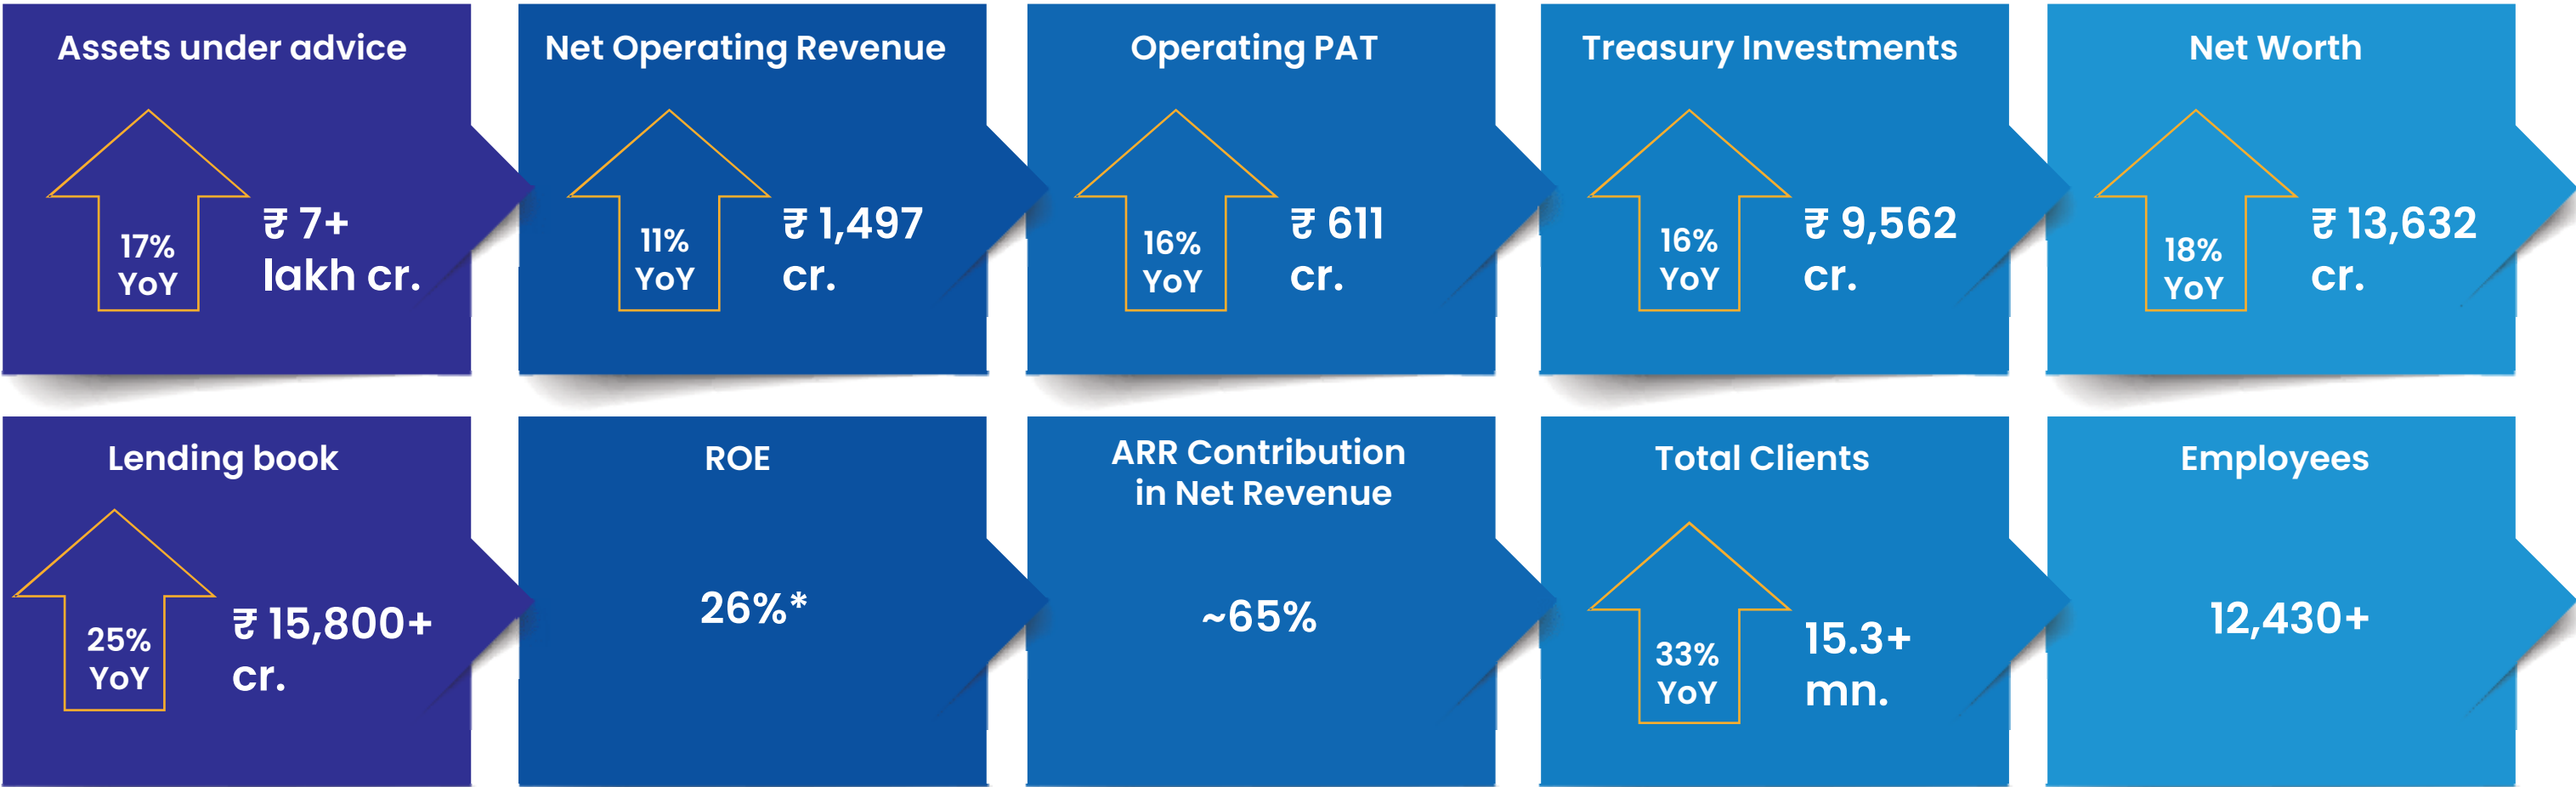 Assets under advice
17%
YoY
₹ 7+
lakh cr.
Net Operating Revenue
11%
YoY
₹ 1,497
cr.
Operating PAT
16%
YoY
₹ 611
cr.
Treasury Investments
16%
YoY
₹ 9,562
cr.
Net Worth
18%
YoY
₹ 13,632
cr.
Lending book
25%
YoY
₹ 15,800+
cr.
ROE
26%*
ARR Contribution
in Net Revenue
~65%
Total Clients
33%
YoY
15.3+
mn.
Employees
12,430+